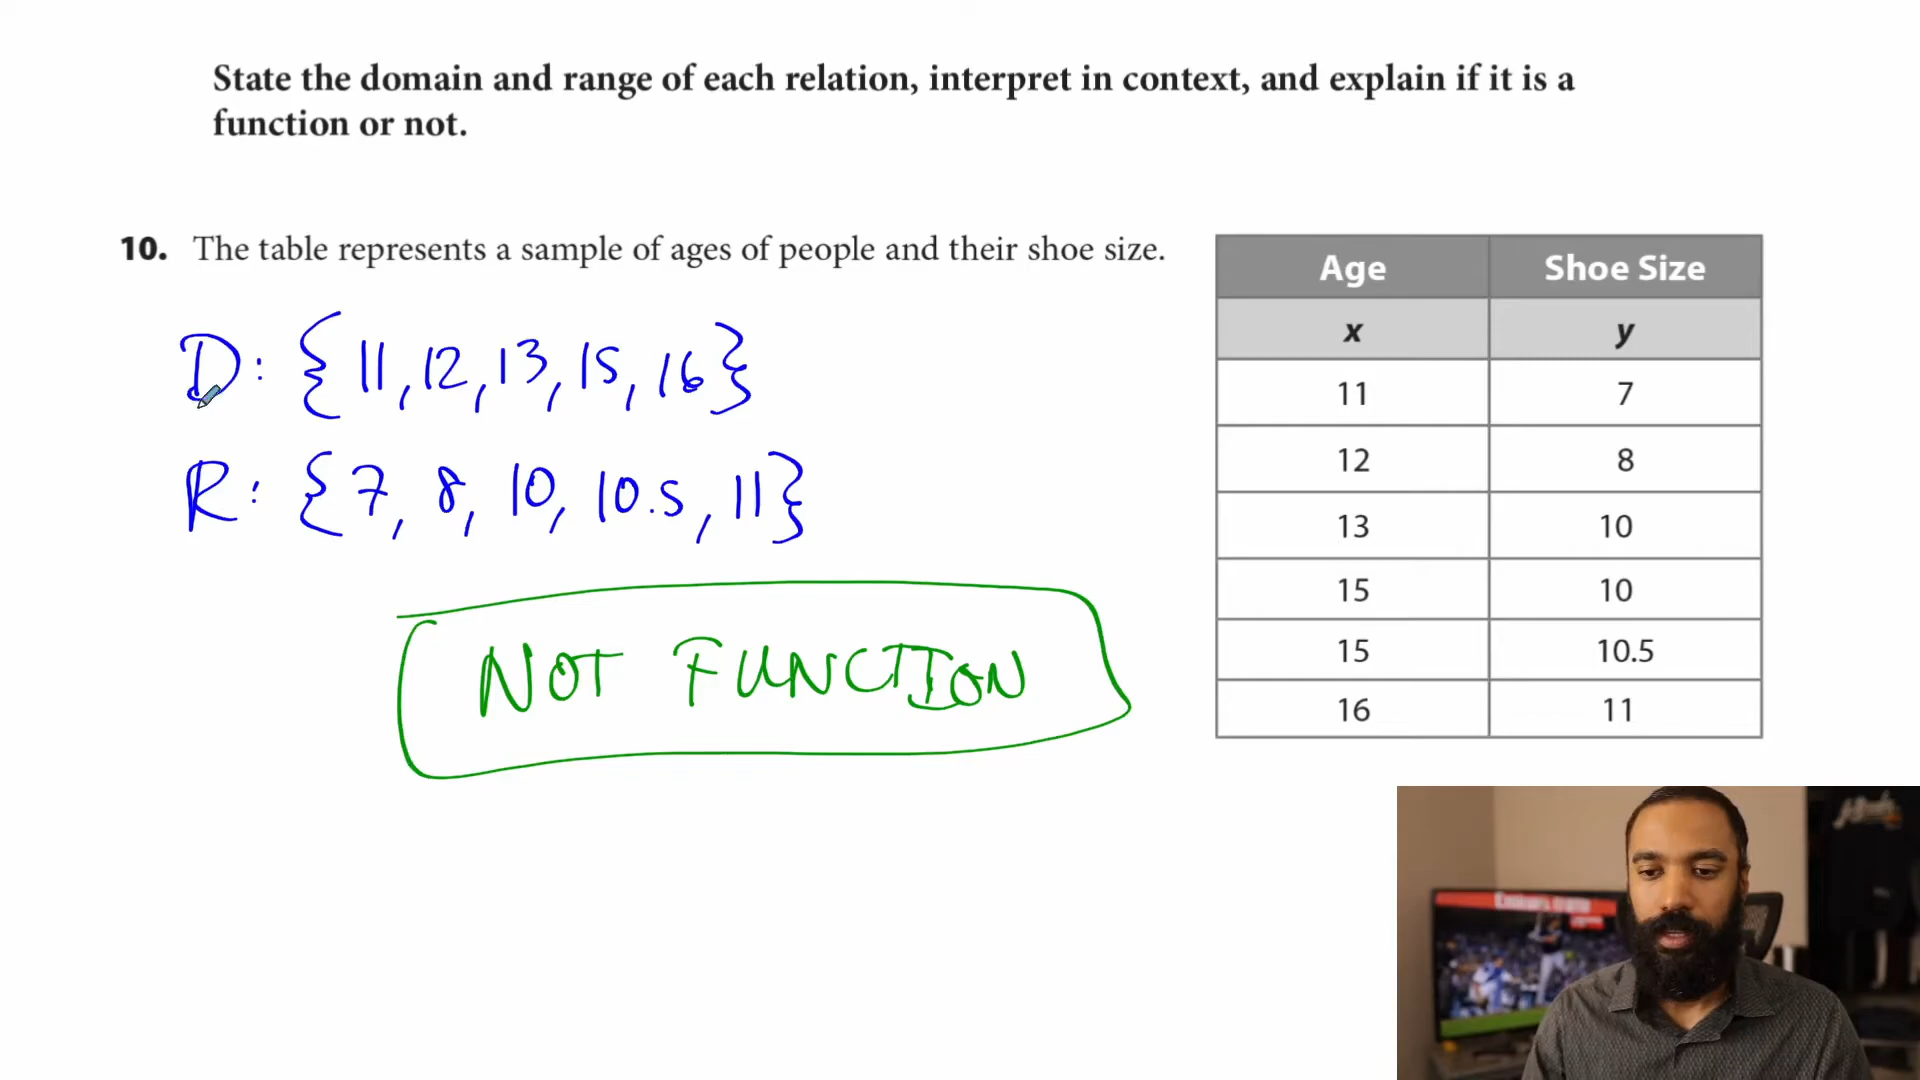 State the domain and range of each relation, interpret in context, and explain if it is a
function or not.
10. The table represents a sample of ages of people and their shoe size.
D: {11, 12, 13, 15, 16}
R: {7, 8, 10, 10.5, 11}
NOT FUNCTION
Age Shoe Size
x y
11 7
12 8
13 10
15 10
15 10.5
16 11